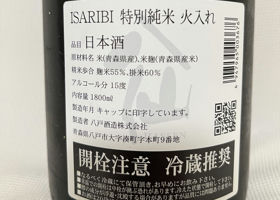 ISARIBI 特別純米 火入れ
品目 日本酒
原材料名 米(青森県産)、米麹(青森県産米)
精米歩合 麹米55%、掛米60%
アルコール分 15度
内容量 1800ml
製造年月 キャップに印字しています。
製造者 八戸酒造株式会社
青森県八戸市大字湊町字本町9番地
開栓注意 冷蔵推奨